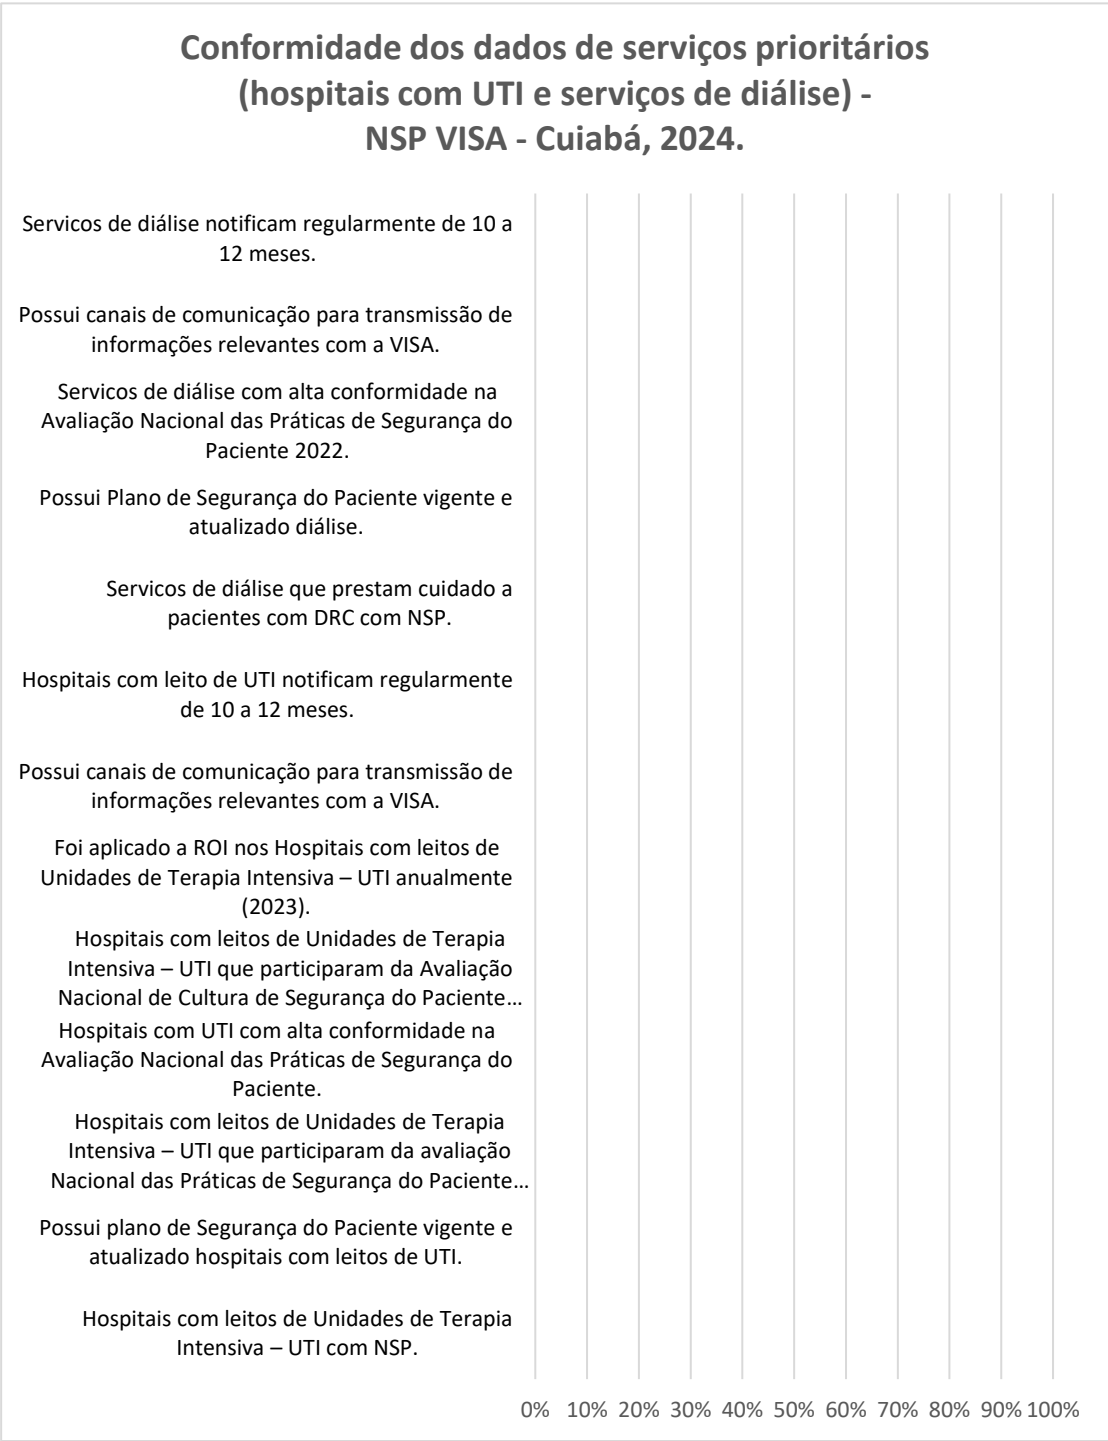 Conformidade dos dados de serviços prioritários
(hospitais com UTI e serviços de diálise) -
NSP VISA - Cuiabá, 2024.
Servicos de diálise notificam regularmente de 10 a
12 meses.
Possui canais de comunicação para transmissão de
informações relevantes com a VISA.
Servicos de diálise com alta conformidade na
Avaliação Nacional das Práticas de Segurança do
Paciente 2022.
Possui Plano de Segurança do Paciente vigente e
atualizado diálise.
Servicos de diálise que prestam cuidado a
pacientes com DRC com NSP.
Hospitais com leito de UTI notificam regularmente
de 10 a 12 meses.
Possui canais de comunicação para transmissão de
informações relevantes com a VISA.
Foi aplicado a ROI nos Hospitais com leitos de
Unidades de Terapia Intensiva – UTI anualmente
(2023).
Hospitais com leitos de Unidades de Terapia
Intensiva – UTI que participaram da Avaliação
Nacional de Cultura de Segurança do Paciente...
Hospitais com UTI com alta conformidade na
Avaliação Nacional das Práticas de Segurança do
Paciente.
Hospitais com leitos de Unidades de Terapia
Intensiva – UTI que participaram da avaliação
Nacional das Práticas de Segurança do Paciente...
Possui plano de Segurança do Paciente vigente e
atualizado hospitais com leitos de UTI.
Hospitais com leitos de Unidades de Terapia
Intensiva – UTI com NSP.
0% 10% 20% 30% 40% 50% 60% 70% 80% 90% 100%